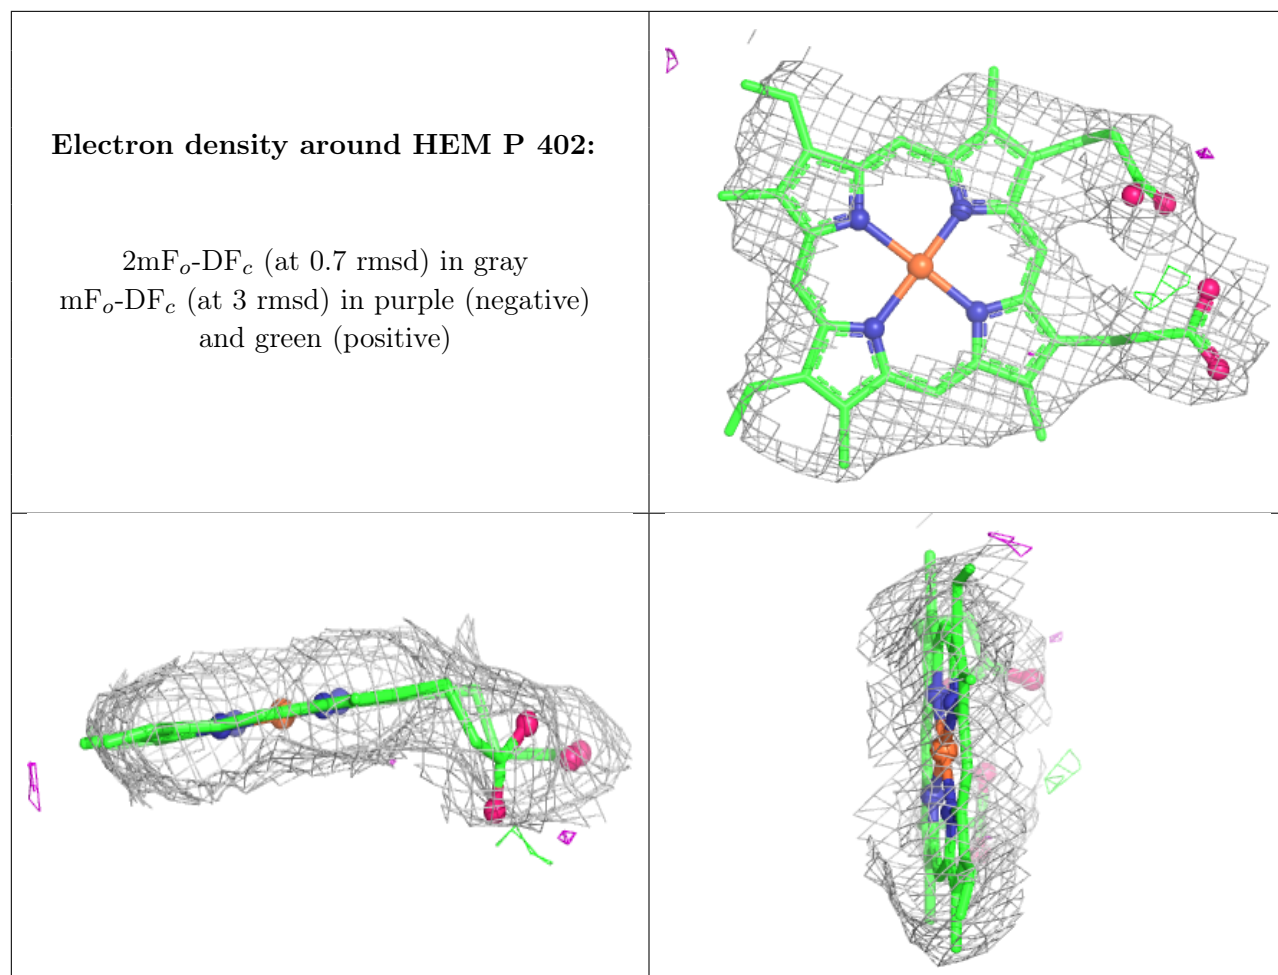 Electron density around HEM P 402:
2mFo-DFc (at 0.7 rmsd) in gray
mFo-DFc (at 3 rmsd) in purple (negative)
and green (positive)